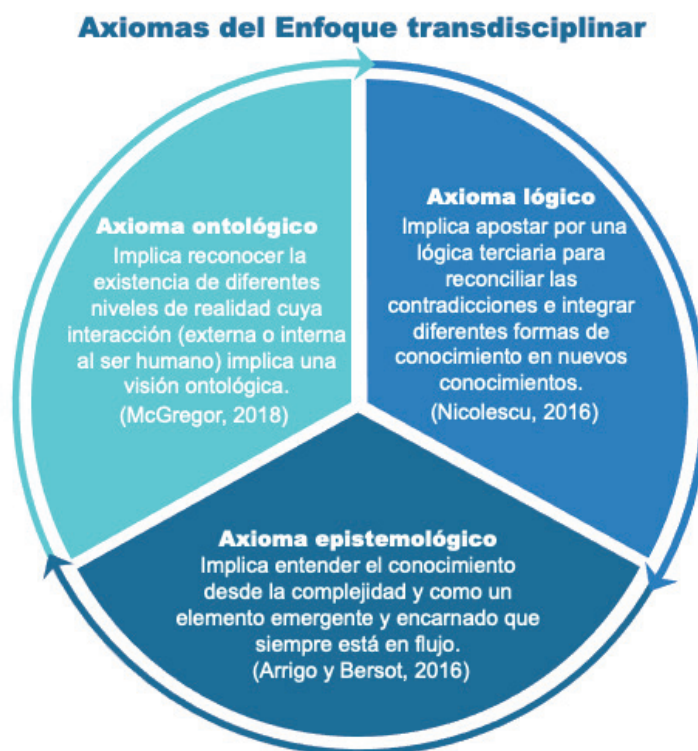 Axiomas del Enfoque transdisciplinar
Axioma ontológico
Implica reconocer la
existencia de diferentes
niveles de realidad cuya
interacción (externa o interna
al ser humano) implica una
visión ontológica.
(McGregor, 2018)
Axioma lógico
Implica apostar por una
lógica terciaria para
reconciliar las
contradicciones e integrar
diferentes formas de
conocimiento en nuevos
conocimientos.
(Nicolescu, 2016)
Axioma epistemológico
Implica entender el conocimiento
desde la complejidad y como un
elemento emergente y encarnado que
siempre está en flujo.
(Arrigo y Bersot, 2016)